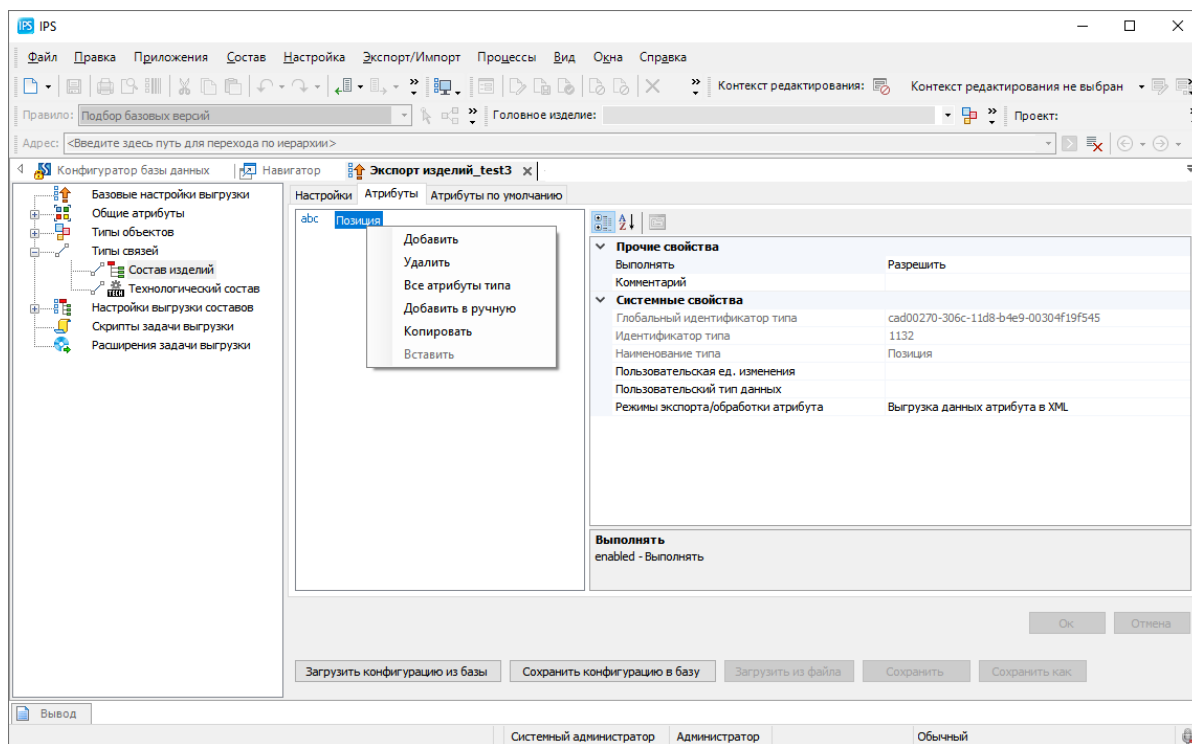 IPS IPS
Файл Правка Приложения Состав Настройка Экспорт/Импорт Процессы Вид Окна Справка
Контекст редактирования: Контекст редактирования не выбран
Правило: Подбор базовых версий Головное изделие: Проект:
Адрес: <Введите здесь путь для перехода по иерархии>
Конфигуратор базы данных Навигатор Экспорт изделий_test3
Базовые настройки выгрузки
Общие атрибуты
Типы объектов
Типы связей
Состав изделий
TECH Технологический состав
Настройки выгрузки составов
Скрипты задачи выгрузки
Расширения задачи выгрузки
Настройки Атрибуты Атрибуты по умолчанию
abc Позиция
Добавить
Удалить
Все атрибуты типа
Добавить в ручную
Копировать
Вставить
Прочие свойства
Выполнять Разрешить
Комментарий
Системные свойства
Глобальный идентификатор типа cad00270-306c-11d8-b4e9-00304f19f545
Идентификатор типа 1132
Наименование типа Позиция
Пользовательская ед. изменения
Пользовательский тип данных
Режимы экспорта/обработки атрибута Выгрузка данных атрибута в XML
Выполнять
enabled - Выполнять
Ок Отмена
Загрузить конфигурацию из базы Сохранить конфигурацию в базу Загрузить из файла Сохранить Сохранить как
Вывод
Системный администратор Администратор Обычный